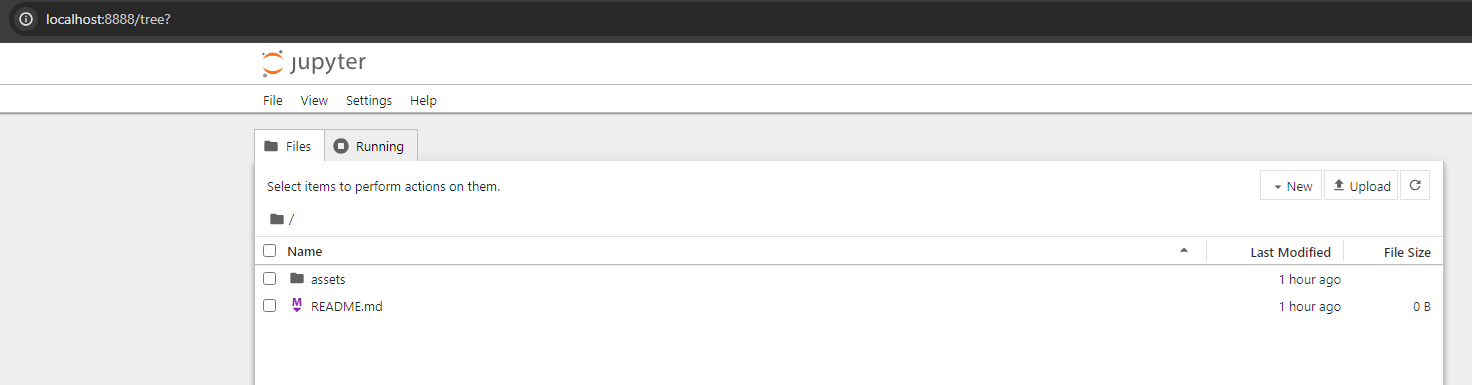 localhost:8888/tree?
jupyter
File View Settings Help
Files Running
Select items to perform actions on them.
New Upload
/
Name Last Modified File Size
assets 1 hour ago
M README.md 1 hour ago 0 B